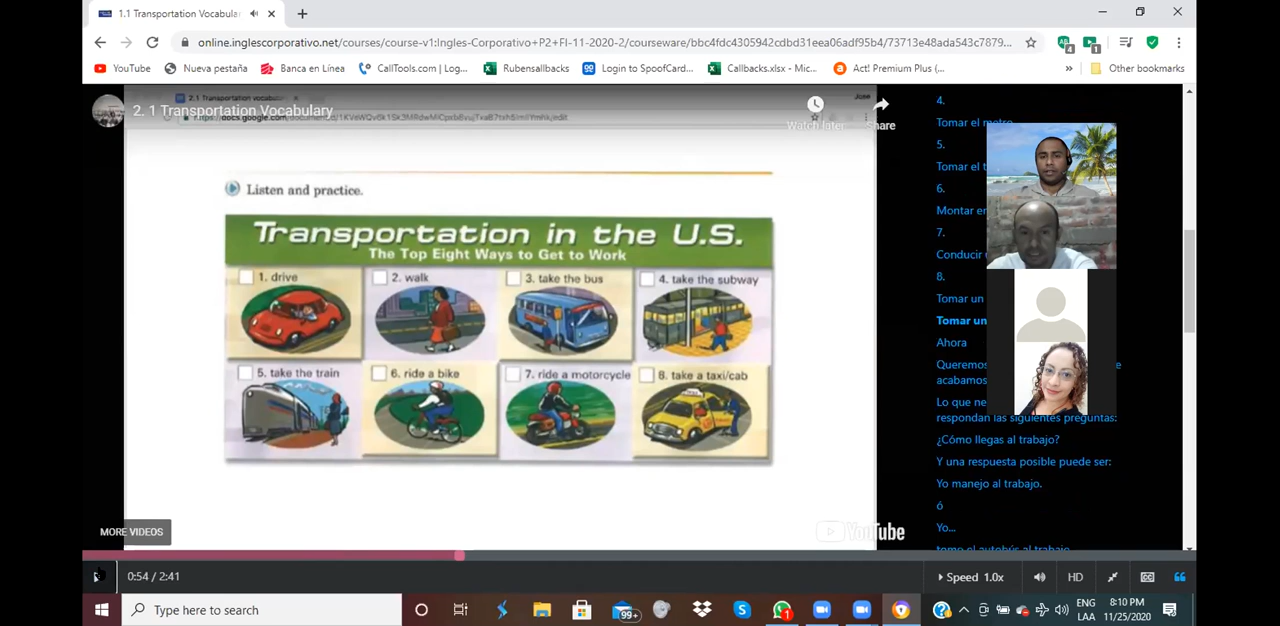 1.1 Transportation Vocabular
online.inglescorporativo.net/courses/course-v1:Ingles-Corporativo+P2+FI-11-2020-2/courseware/bbc4fdc4305942cdbd31eea06adf95b4/73713e48ada543c7879...
YouTube
Nueva pestaña
Banca en Línea
CallTools.com | Log...
Rubensallbacks
Login to SpoofCard...
Callbacks.xlsx - Mic...
Act! Premium Plus (...
»
Other bookmarks
2. 1 Transportation Vocabulary
Jose
Watch later
Share
Listen and practice.
Transportation in the U.S.
The Top Eight Ways to Get to Work
1. drive
2. walk
3. take the bus
4. take the subway
5. take the train
6. ride a bike
7. ride a motorcycle
8. take a taxi/cab
MORE VIDEOS
YouTube
4.
Tomar el metro
5.
Tomar el t
6.
Montar en
7.
Conducir
8.
Tomar un
Tomar un
Ahora
Queremos
e
acabamos
Lo que ne
respondan las siguientes preguntas:
¿Cómo llegas al trabajo?
Y una respuesta posible puede ser:
Yo manejo al trabajo.
ó
Yo...
tomo el autobús al trabajo
0:54 / 2:41
Speed 1.0x
HD
Type here to search
99+
1
ENG
LAA
8:10 PM
11/25/2020